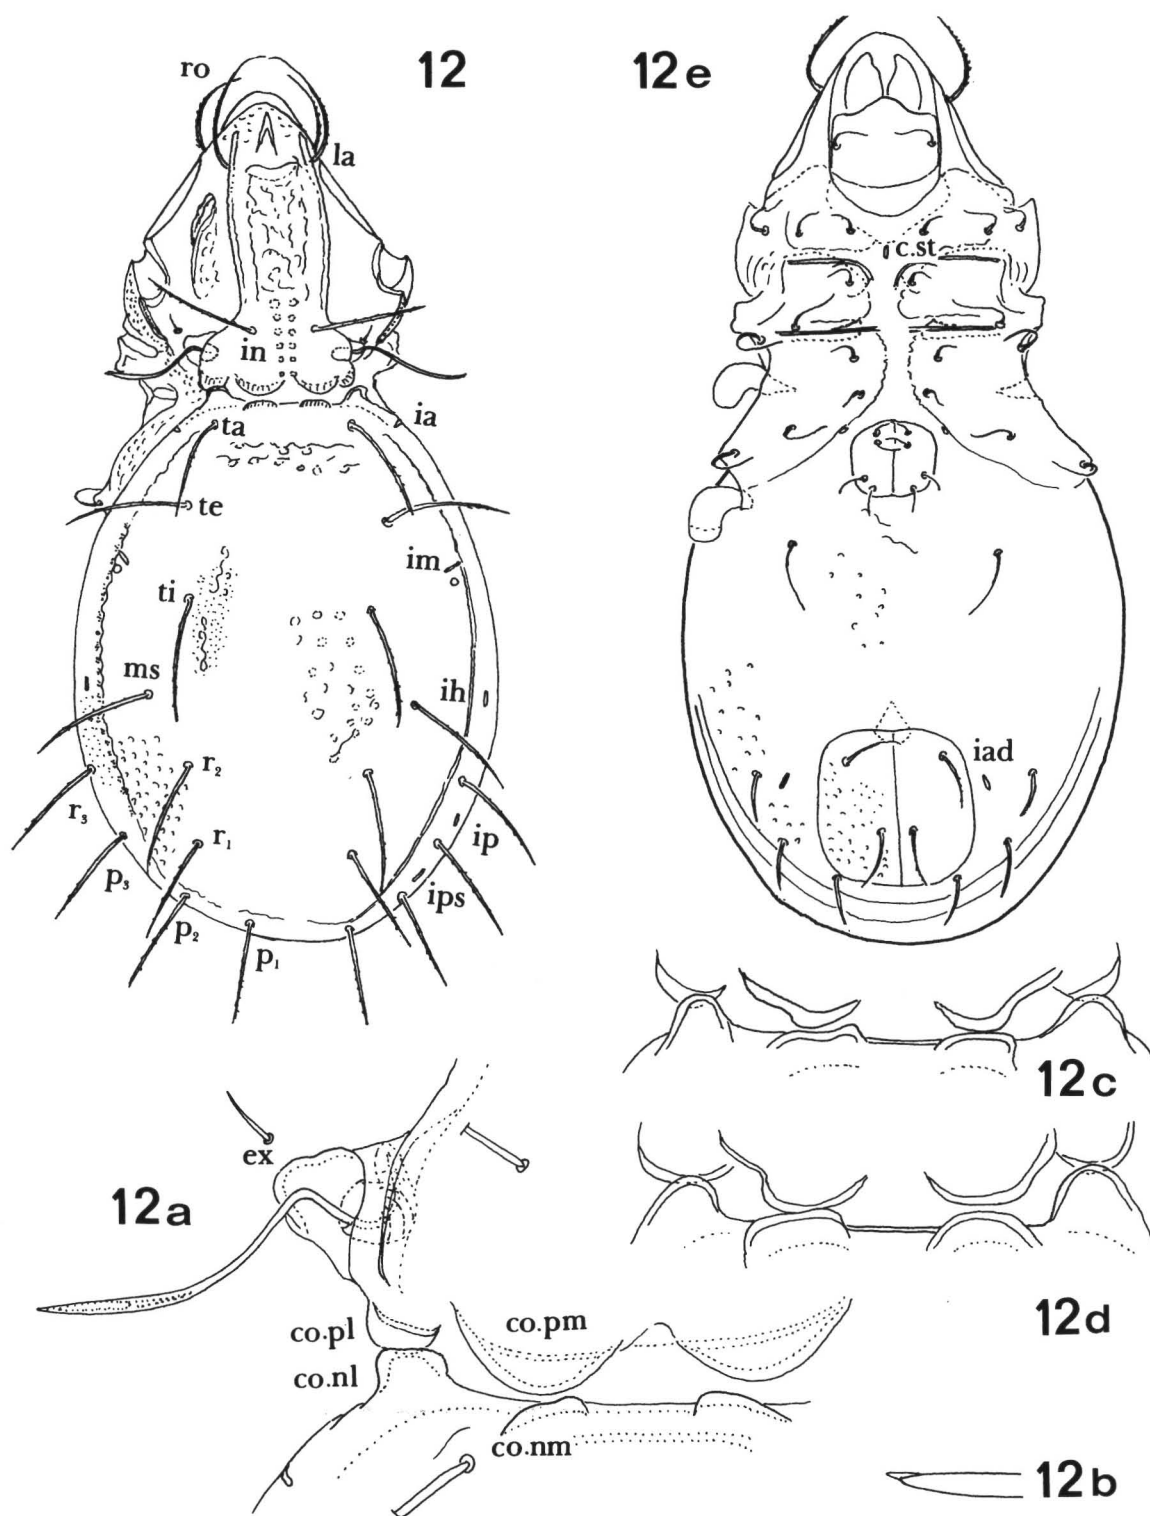 12
12e
ro
la
c.st
in
ia
ta
te
im
ti
ms
ih
iad
r₂
r₃
r₁
ip
p₃
ips
p₂
p₁
12c
ex
12a
12d
co.pl
co.pm
co.nl
co.nm
12b